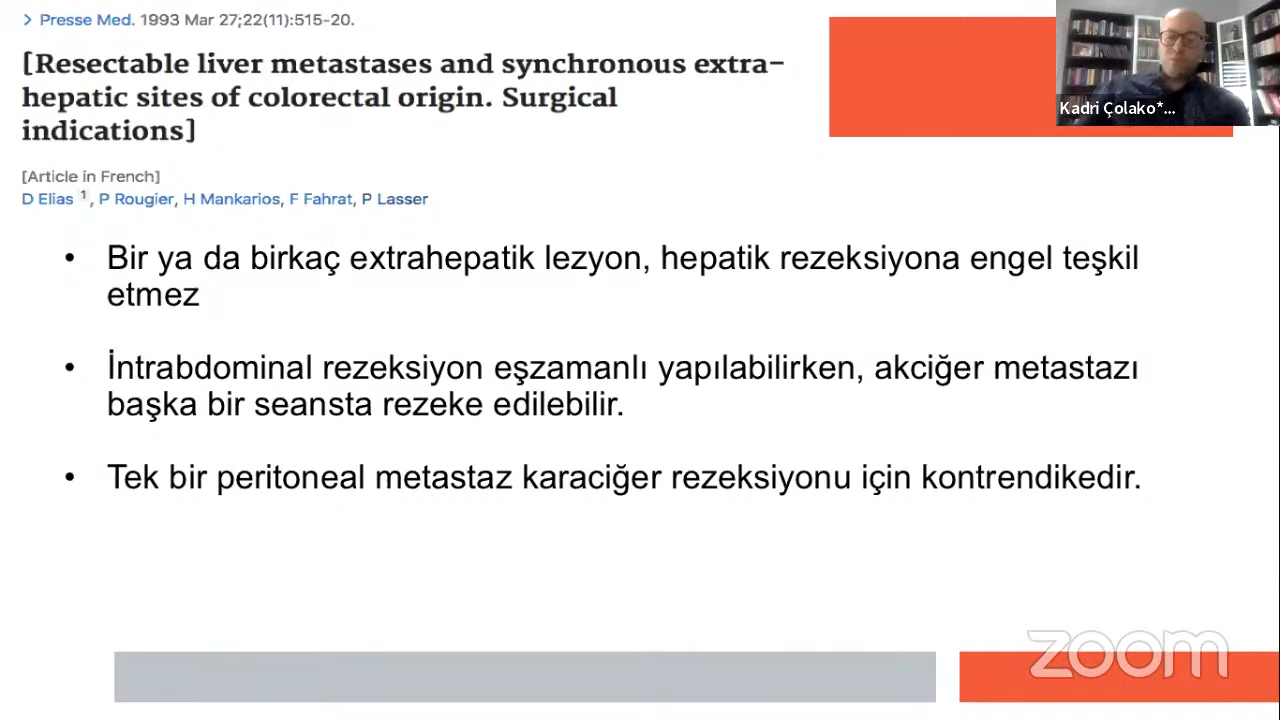 > Presse Med. 1993 Mar 27;22(11):515-20.
[Resectable liver metastases and synchronous extra-
hepatic sites of colorectal origin. Surgical
indications]
[Article in French]
D Elias 1, P Rougier, H Mankarios, F Fahrat, P Lasser
Kadri Çolako*...
• Bir ya da birkaç extrahepatik lezyon, hepatik rezeksiyona engel teşkil
etmez
• İntrabdominal rezeksiyon eşzamanlı yapılabilirken, akciğer metastazı
başka bir seansta rezeke edilebilir.
• Tek bir peritoneal metastaz karaciğer rezeksiyonu için kontrendikedir.
zoom